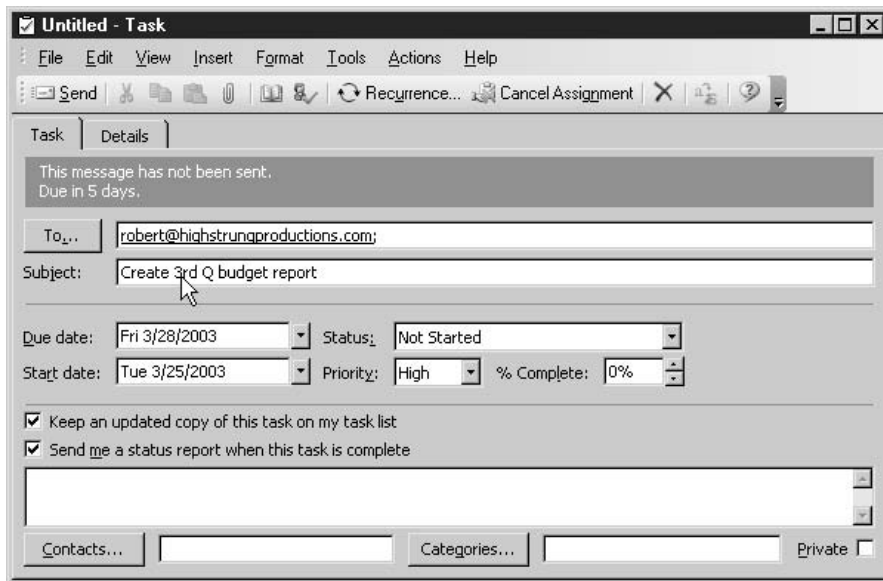 Untitled - Task
File Edit View Insert Format Tools Actions Help
Send Recurrence... Cancel Assignment
Task Details
This message has not been sent.
Due in 5 days.
To... robert@highstrungproductions.com;
Subject: Create 3rd Q budget report
Due date: Fri 3/28/2003 Status: Not Started
Start date: Tue 3/25/2003 Priority: High % Complete: 0%
Keep an updated copy of this task on my task list
Send me a status report when this task is complete
Contacts... Categories... Private